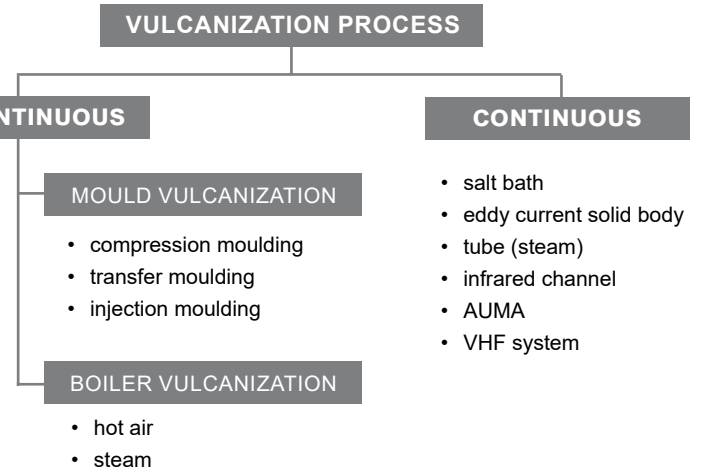 VULCANIZATION PROCESS
NTINUOUS
MOULD VULCANIZATION
• compression moulding
• transfer moulding
• injection moulding
BOILER VULCANIZATION
• hot air
• steam
CONTINUOUS
• salt bath
• eddy current solid body
• tube (steam)
• infrared channel
• AUMA
• VHF system